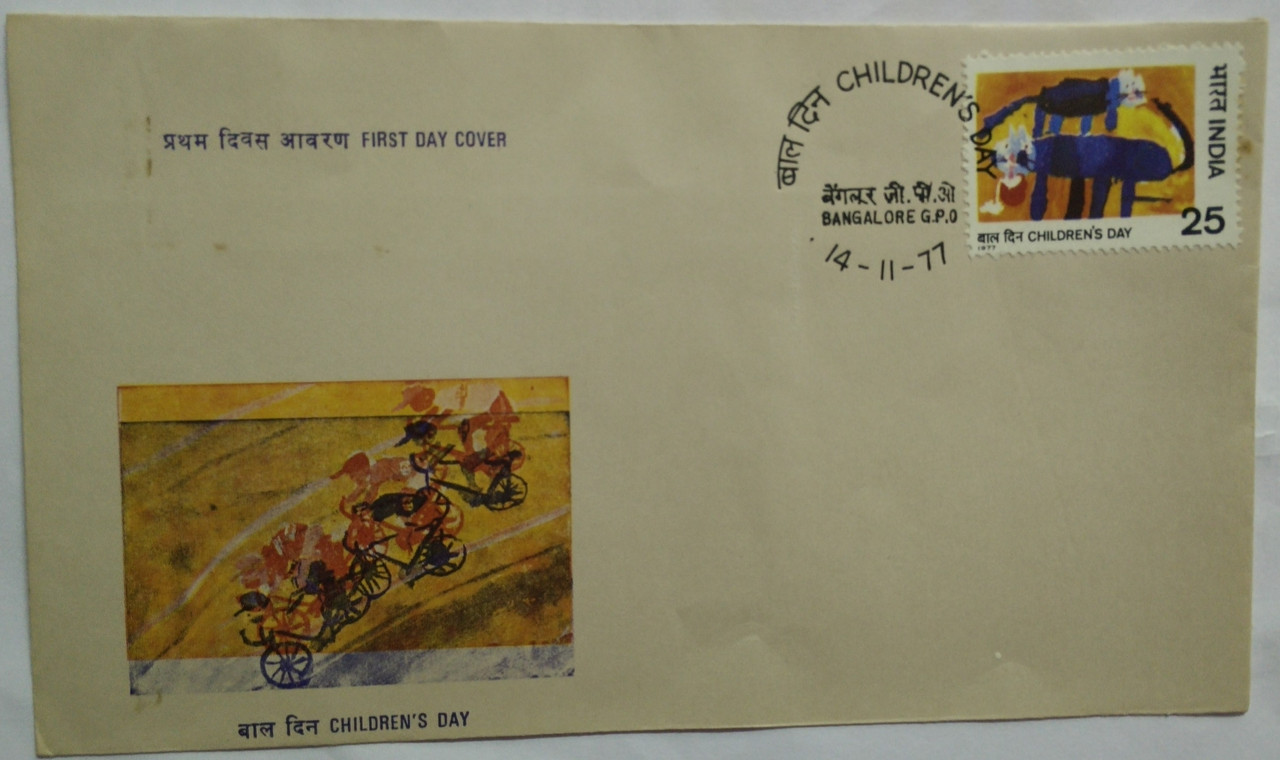 प्रथम दिवस आवरण FIRST DAY COVER
बाल दिन CHILDREN'S DAY
बेंगलूर जी.पी.ओ
BANGALORE G.P.O
14-11-77
भारत INDIA
25
बाल दिन CHILDREN'S DAY
1977
बाल दिन CHILDREN'S DAY